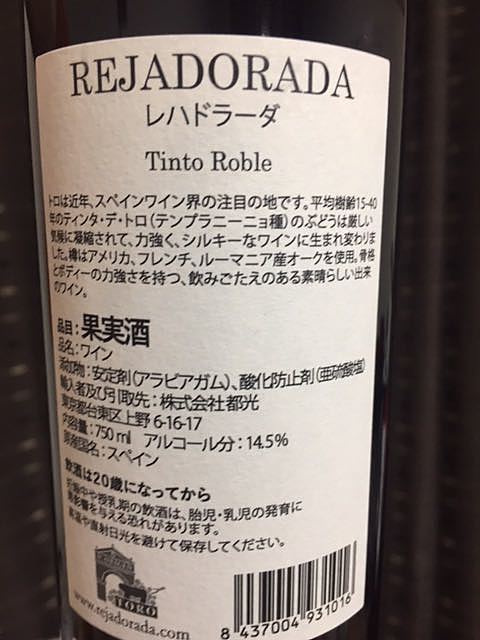 REJADORADA
レハドラーダ
Tinto Roble
トロは近年、スペインワイン界の注目の地です。平均樹齢15-40
年のティンタ・デ・トロ(テンプラニーニョ種)のぶどうは厳しい
気候に凝縮されて、力強く、シルキーなワインに生まれ変わりま
した。樽はアメリカ、フレンチ、ルーマニア産オークを使用。骨格
とボディーの力強さを持つ、飲みごたえのある素晴らしい出来
のワイン。
品目:果実酒
品名:ワイン
添加物:安定剤(アラビアガム)、酸化防止剤(亜硫酸塩)
輸入者及び引取先:株式会社都光
東京都台東区上野6-16-17
内容量:750ml アルコール分:14.5%
原産国名:スペイン
飲酒は20歳になってから
妊娠中や授乳期の飲酒は、胎児・乳児の発育に
悪影響を与える恐れがあります。
高温や直射日光を避けて保存してください。
TORO
www.rejadorada.com
8 437004 931016